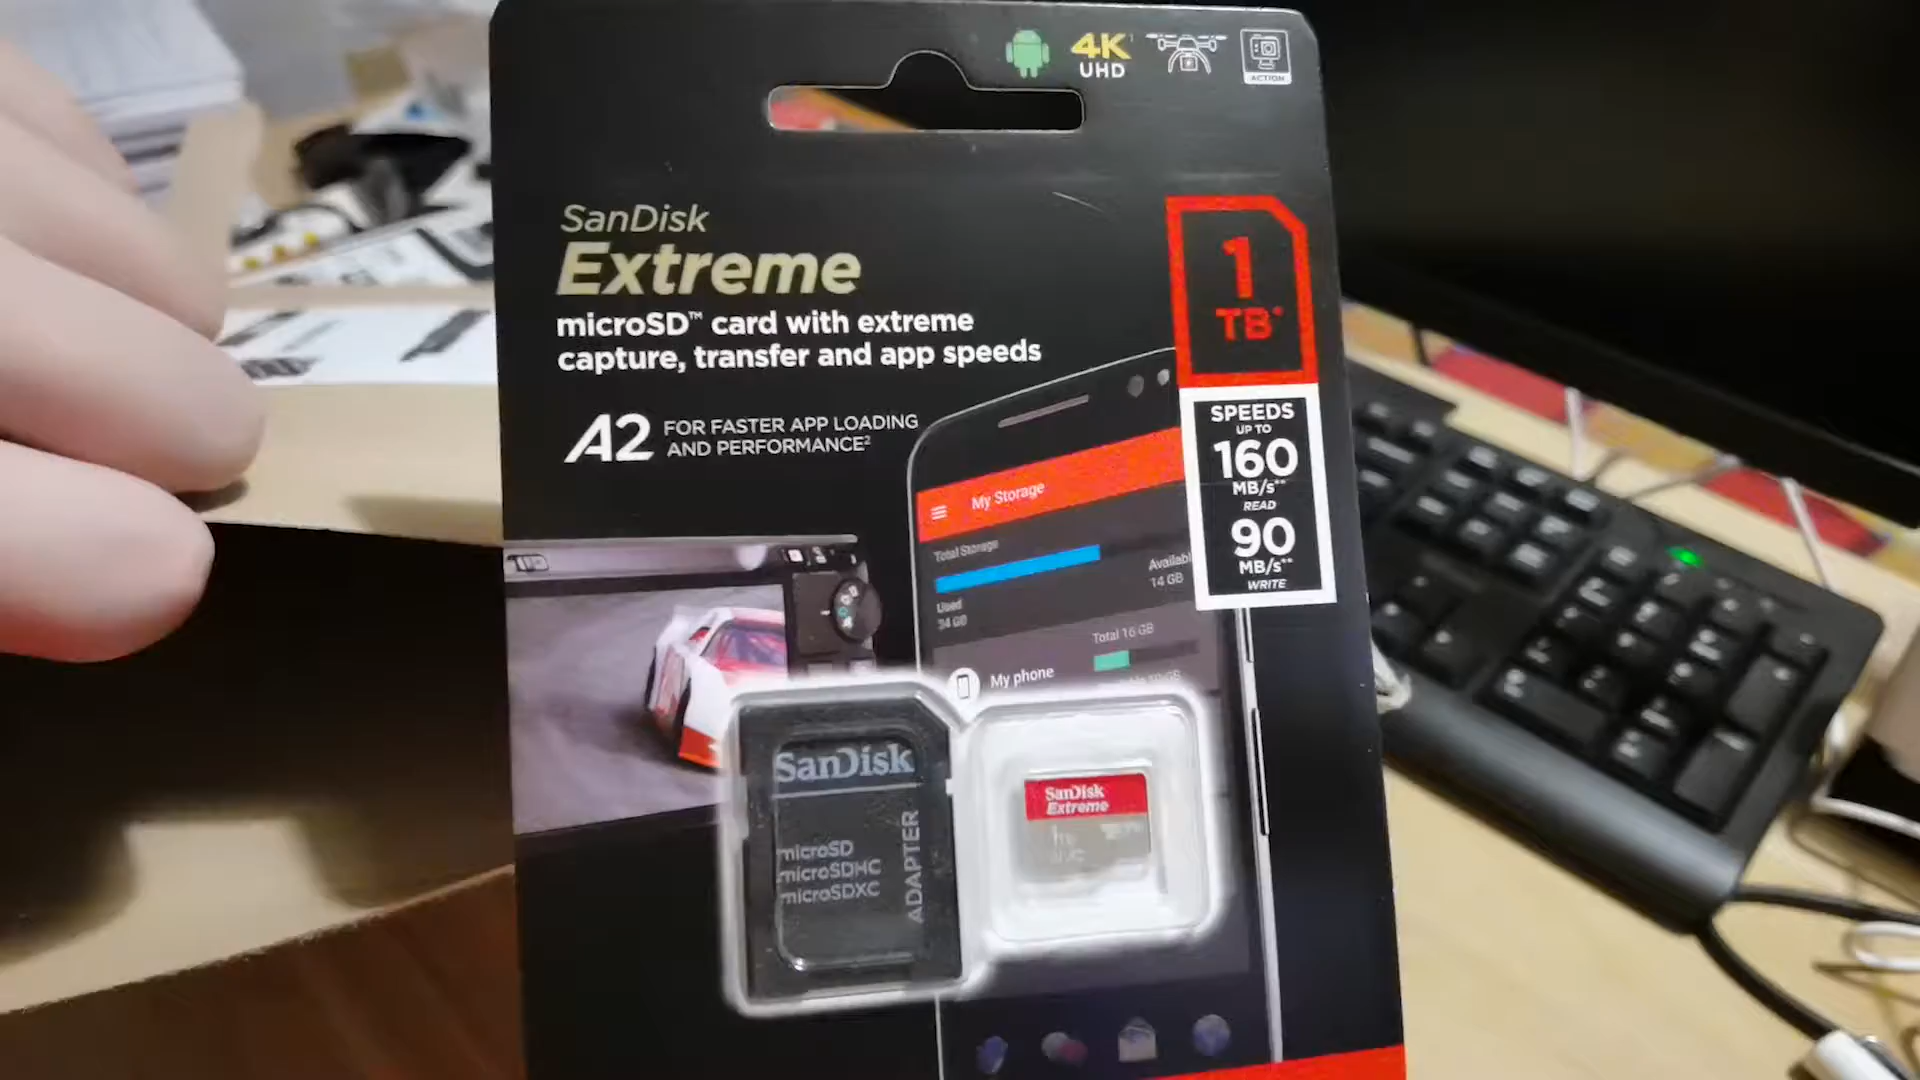 4K
UHD
ACTION
SanDisk
Extreme
microSD™ card with extreme
capture, transfer and app speeds
A2 FOR FASTER APP LOADING
AND PERFORMANCE²
1
TB*
SPEEDS
UP TO
160
MB/s**
READ
90
MB/s**
WRITE
My Storage
Total Storage
Used
34 GB
14 GB
Total 16 GB
My phone
SanDisk
microSD
microSDHC
microSDXC
ADAPTER
SanDisk
Extreme